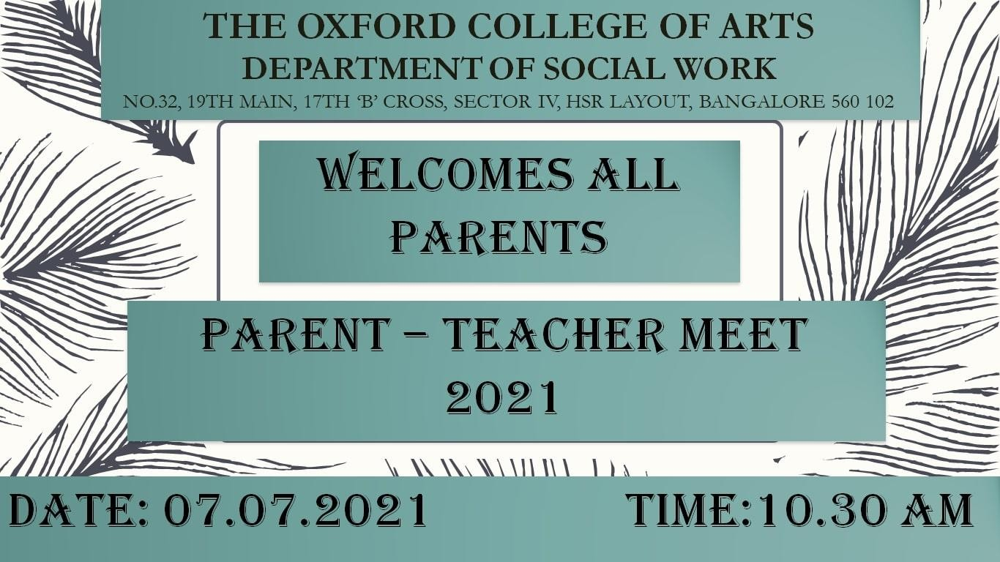 THE OXFORD COLLEGE OF ARTS
DEPARTMENT OF SOCIAL WORK
NO.32, 19TH MAIN, 17TH ‘B’ CROSS, SECTOR IV, HSR LAYOUT, BANGALORE 560 102
WELCOMES ALL
PARENTS
PARENT – TEACHER MEET
2021
DATE: 07.07.2021
TIME:10.30 AM